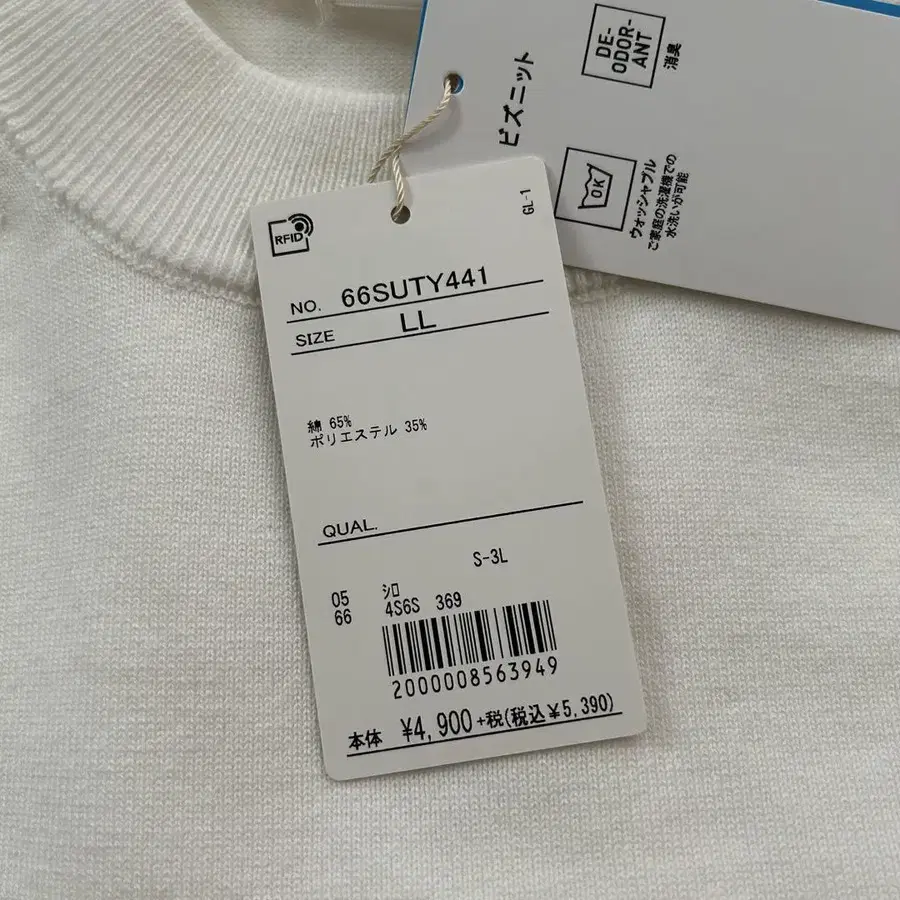 ビズニット
DE-
ODOR-
ANT
消臭
OK
ウォッシャブル
ご家庭の洗濯機での
水洗いが可能
RFID
GL-1
NO. 66SUTY441
SIZE LL
綿 65%
ポリエステル 35%
QUAL.
S-3L
05 シロ
66 4S6S 369
2000008563949
本体 ¥4,900+税(税込¥5,390)